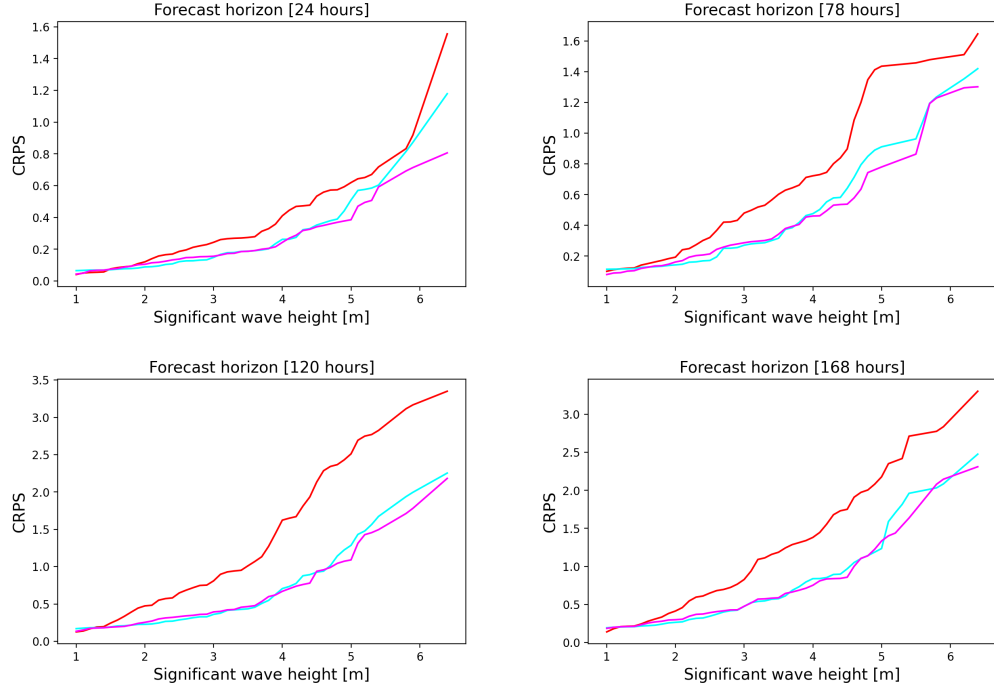 Forecast horizon [24 hours]
1.6
1.4
1.2
1.0
0.8
0.6
0.4
0.2
0.0
CRPS
1 2 3 4 5 6
Significant wave height [m]
Forecast horizon [78 hours]
1.6
1.4
1.2
1.0
0.8
0.6
0.4
0.2
CRPS
1 2 3 4 5 6
Significant wave height [m]
Forecast horizon [120 hours]
3.5
3.0
2.5
2.0
1.5
1.0
0.5
0.0
CRPS
1 2 3 4 5 6
Significant wave height [m]
Forecast horizon [168 hours]
3.0
2.5
2.0
1.5
1.0
0.5
0.0
CRPS
1 2 3 4 5 6
Significant wave height [m]